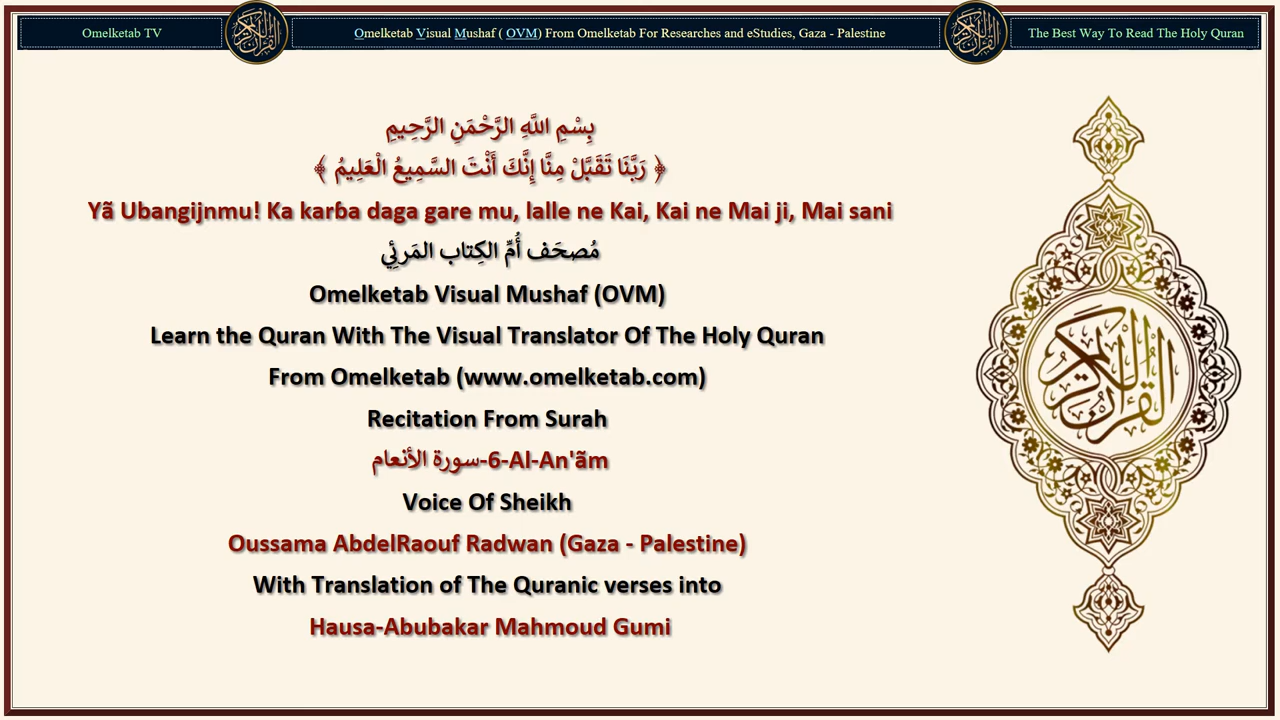 Omelketab TV
Omelketab Visual Mushaf ( OVM) From Omelketab For Researches and eStudies, Gaza - Palestine
The Best Way To Read The Holy Quran
بِسْمِ اللَّهِ الرَّحْمَنِ الرَّحِيمِ
﴿ رَبَّنَا تَقَبَّلْ مِنَّا إِنَّكَ أَنْتَ السَّمِيعُ الْعَلِيمُ ﴾
Yã Ubangijnmu! Ka karɓa daga gare mu, lalle ne Kai, Kai ne Mai ji, Mai sani
مُصحَف أُمِّ الكِتاب المَرئِي
Omelketab Visual Mushaf (OVM)
Learn the Quran With The Visual Translator Of The Holy Quran
From Omelketab (www.omelketab.com)
Recitation From Surah
سورة الأنعام-6-Al-An'ãm
Voice Of Sheikh
Oussama AbdelRaouf Radwan (Gaza - Palestine)
With Translation of The Quranic verses into
Hausa-Abubakar Mahmoud Gumi
القرآن الكريم